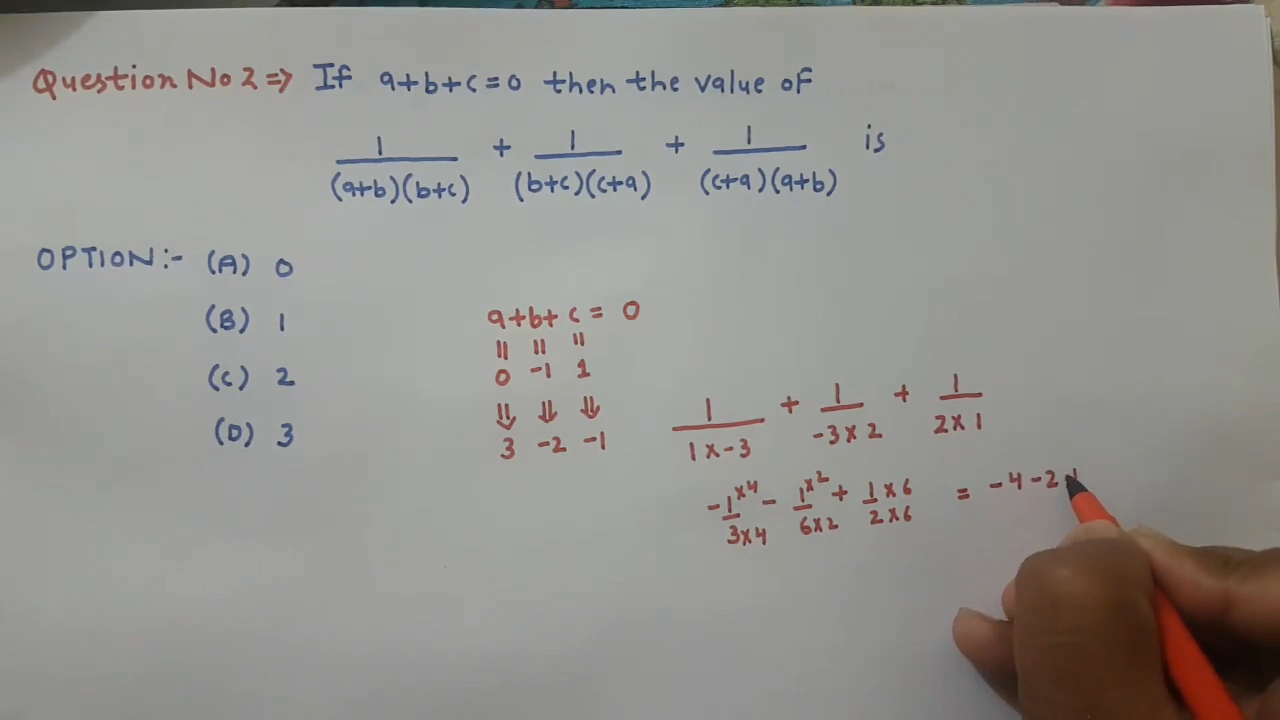 Question No 2 ⇒ If a+b+c=0 then the value of
1/(a+b)(b+c) + 1/(b+c)(c+a) + 1/(c+a)(a+b) is
OPTION:- (A) 0
(B) 1
(C) 2
(D) 3
a+b+c = 0
|| || ||
0 -1 1
⇓ ⇓ ⇓
3 -2 -1
1/1×-3 + 1/-3×2 + 1/2×1
-1×4/3×4 - 1×2/6×2 + 1×6/2×6 = -4-2